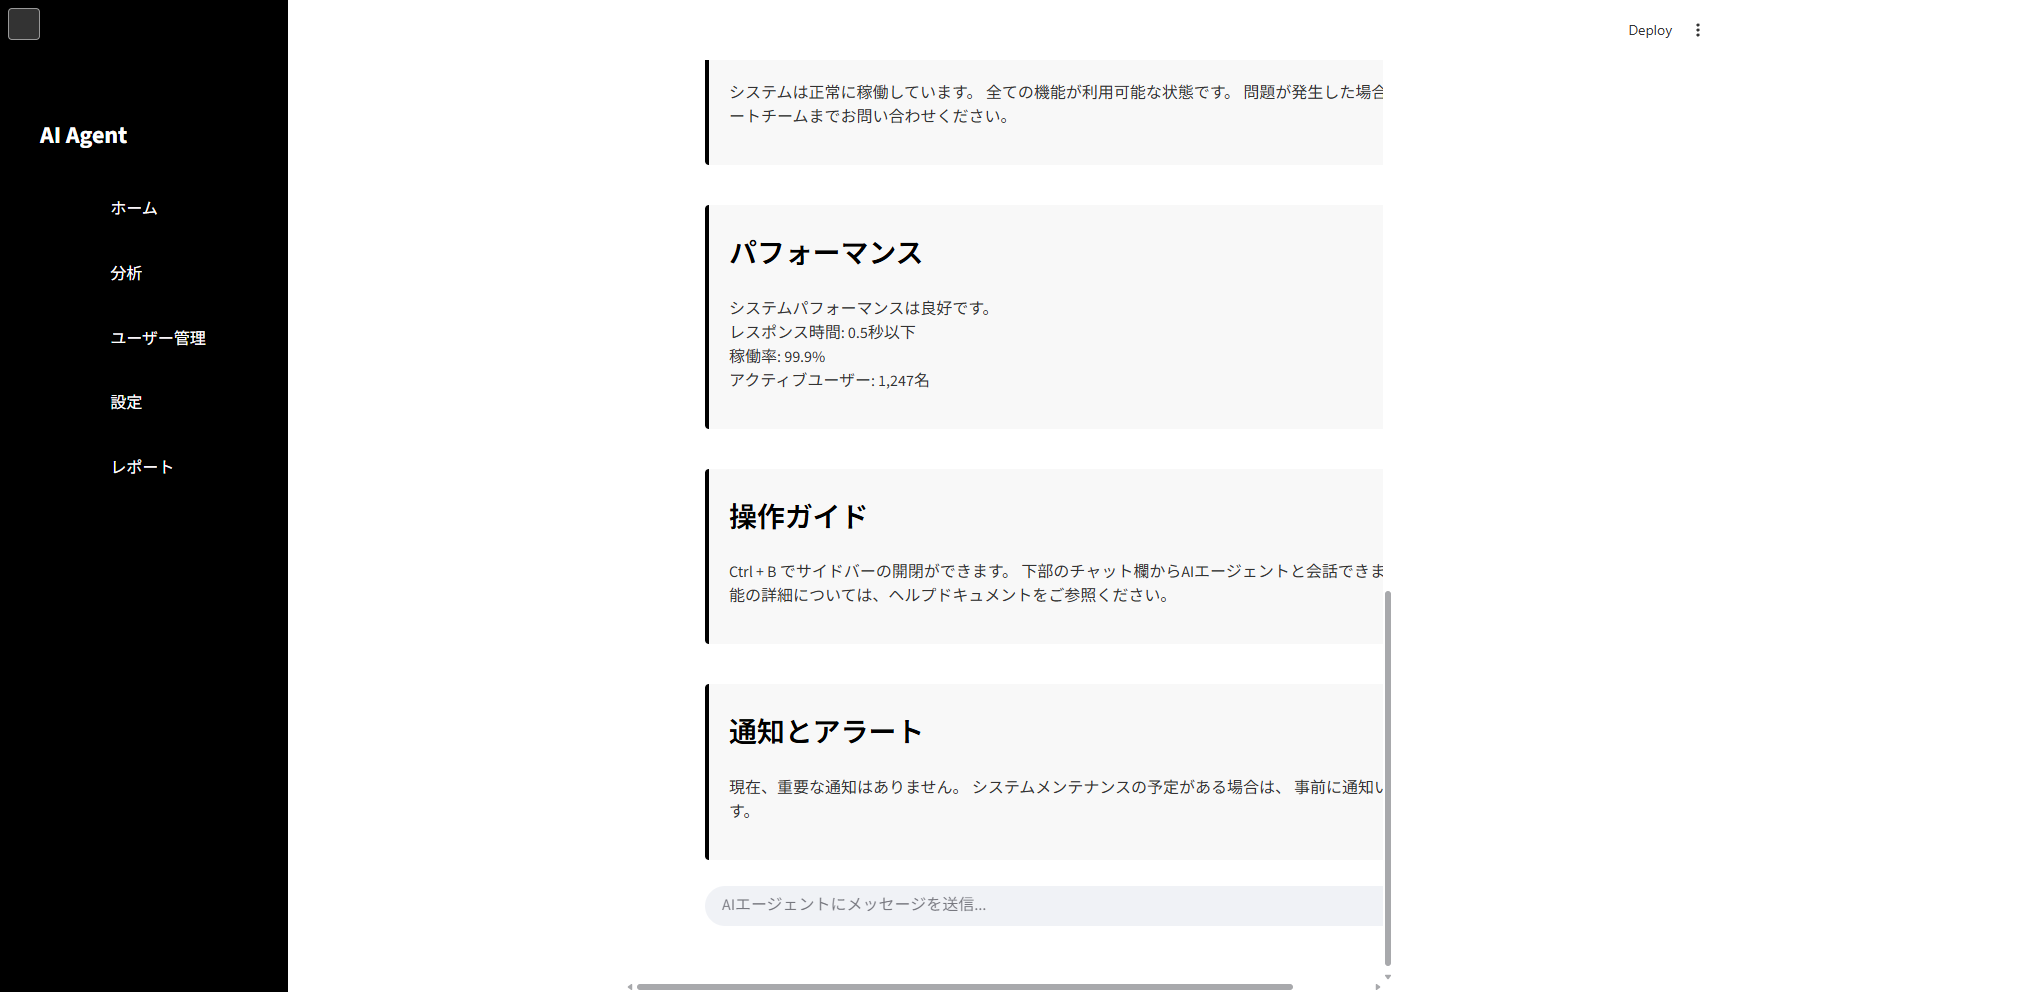 Deploy
AI Agent
ホーム
分析
ユーザー管理
設定
レポート
システムは正常に稼働しています。 全ての機能が利用可能な状態です。 問題が発生した場合
ートチームまでお問い合わせください。
パフォーマンス
システムパフォーマンスは良好です。
レスポンス時間: 0.5秒以下
稼働率: 99.9%
アクティブユーザー: 1,247名
操作ガイド
Ctrl + B でサイドバーの開閉ができます。 下部のチャット欄からAIエージェントと会話できま
能の詳細については、ヘルプドキュメントをご参照ください。
通知とアラート
現在、重要な通知はありません。 システムメンテナンスの予定がある場合は、 事前に通知い
す。
AIエージェントにメッセージを送信...